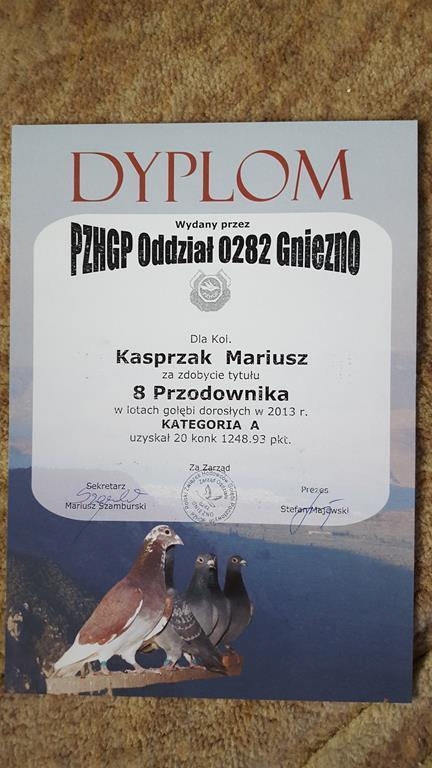 DYPLOM
Wydany przez
PZHGP Oddział 0282 Gniezno
Dla Kol.
Kasprzak Mariusz
za zdobycie tytułu
8 Przodownika
w lotach gołębi dorosłych w 2013 r.
KATEGORIA A
uzyskał 20 konk 1248.93 pkt.
Za Zarząd
Sekretarz
Mariusz Szamburski
Prezes
Stefan Majewski